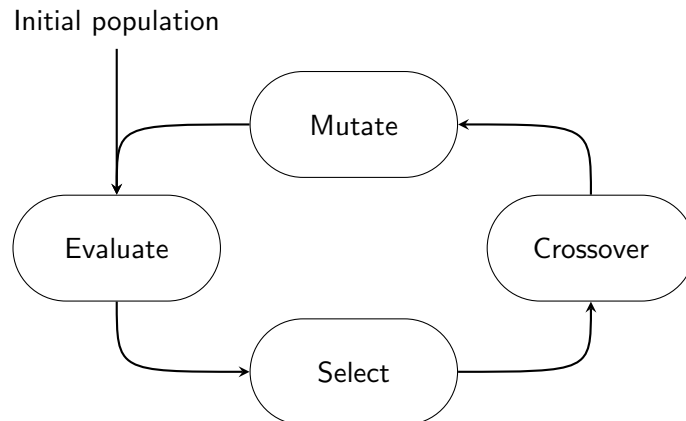 Initial population
Mutate
Evaluate
Crossover
Select